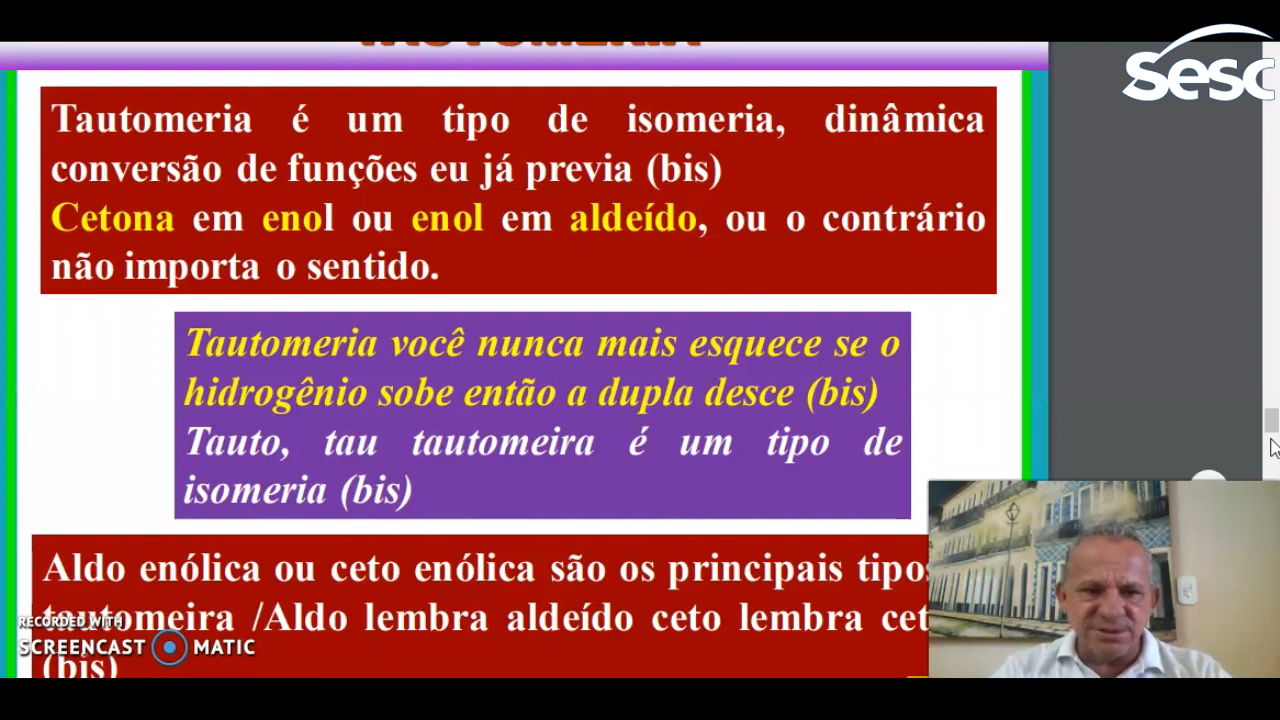 TAUTOMERIA
Sesc
Tautomeria é um tipo de isomeria, dinâmica
conversão de funções eu já previa (bis)
Cetona em enol ou enol em aldeído, ou o contrário
não importa o sentido.
Tautomeria você nunca mais esquece se o
hidrogênio sobe então a dupla desce (bis)
Tauto, tau tautomeira é um tipo de
isomeria (bis)
Aldo enólica ou ceto enólica são os principais tipos
tautomeira /Aldo lembra aldeído ceto lembra cet
(bis)
RECORDED WITH
SCREENCAST MATIC